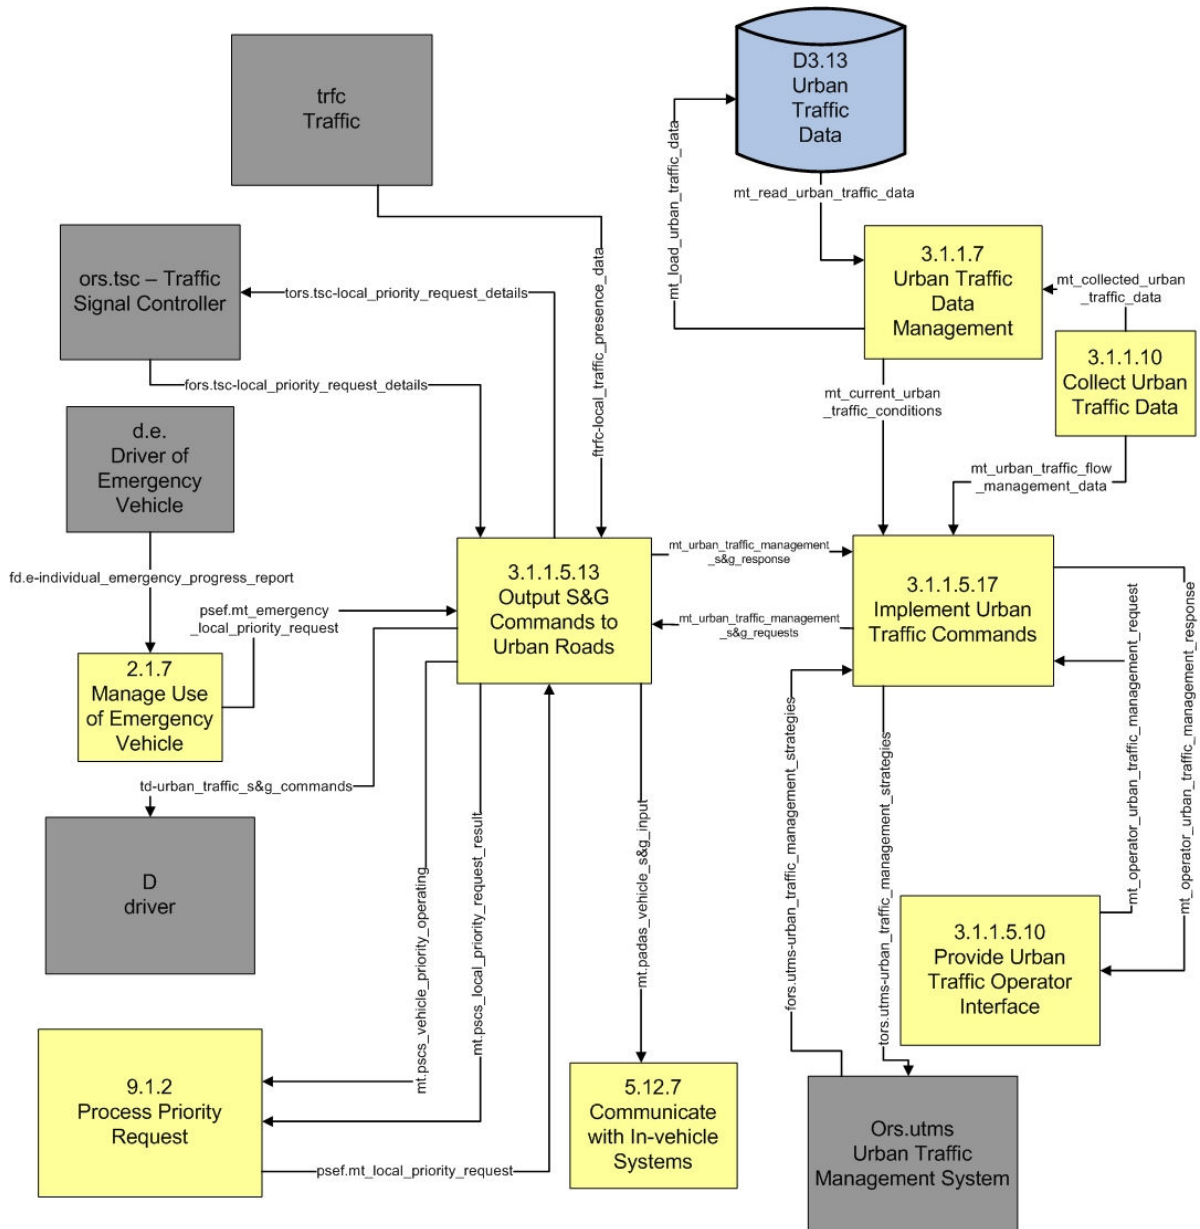 trfc
Traffic
D3.13
Urban
Traffic
Data
mt_load_urban_traffic_data
mt_read_urban_traffic_data
ors.tsc – Traffic
Signal Controller
tors.tsc-local_priority_request_details
ftrfc-local_traffic_presence_data
3.1.1.7
Urban Traffic
Data
Management
mt_collected_urban
_traffic_data
3.1.1.10
Collect Urban
Traffic Data
fors.tsc-local_priority_request_details
mt_current_urban
_traffic_conditions
d.e.
Driver of
Emergency
Vehicle
mt_urban_traffic_flow
_management_data
fd.e-individual_emergency_progress_report
psef.mt_emergency
_local_priority_request
3.1.1.5.13
Output S&G
Commands to
Urban Roads
mt_urban_traffic_management
_s&g_response
mt_urban_traffic_management
_s&g_requests
3.1.1.5.17
Implement Urban
Traffic Commands
2.1.7
Manage Use
of Emergency
Vehicle
td-urban_traffic_s&g_commands
D
driver
mt.pscs_vehicle_priority_operating
mt.pscs_local_priority_request_result
mt.padas_vehicle_s&g_input
fors.utms-urban_traffic_management_strategies
tors.utms-urban_traffic_management_strategies
mt_operator_urban_traffic_management_request
mt_operator_urban_traffic_management_response
3.1.1.5.10
Provide Urban
Traffic Operator
Interface
9.1.2
Process Priority
Request
psef.mt_local_priority_request
5.12.7
Communicate
with In-vehicle
Systems
Ors.utms
Urban Traffic
Management System